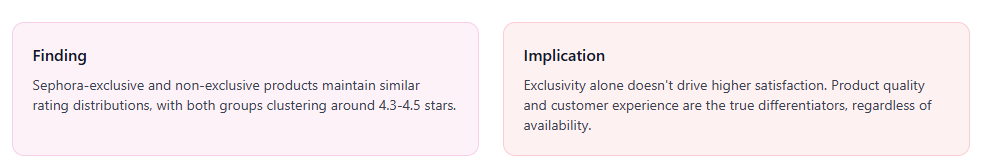 Finding
Sephora-exclusive and non-exclusive products maintain similar
rating distributions, with both groups clustering around 4.3-4.5 stars.
Implication
Exclusivity alone doesn't drive higher satisfaction. Product quality
and customer experience are the true differentiators, regardless of
availability.